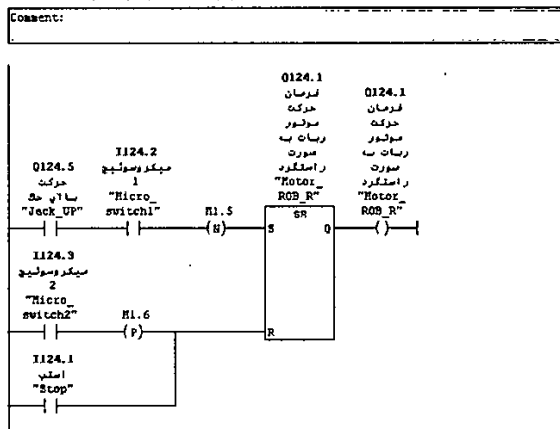 Comment:
Q124.1
فرمان
حرکت
موتور
ربات به
صورت
راستگرد
"Motor_
ROB_R"
Q124.1
فرمان
حرکت
موتور
ربات به
صورت
راستگرد
"Motor_
ROB_R"
Q124.5
حرکت
بالای جک
"Jack_UP"
I124.2
میکروسوئیچ
1
"Micro_
switch1"
M1.5
SR
( N )
S
Q
( )
I124.3
میکروسوئیچ
2
"Micro_
switch2"
M1.6
( P )
R
I124.1
استپ
"Stop"